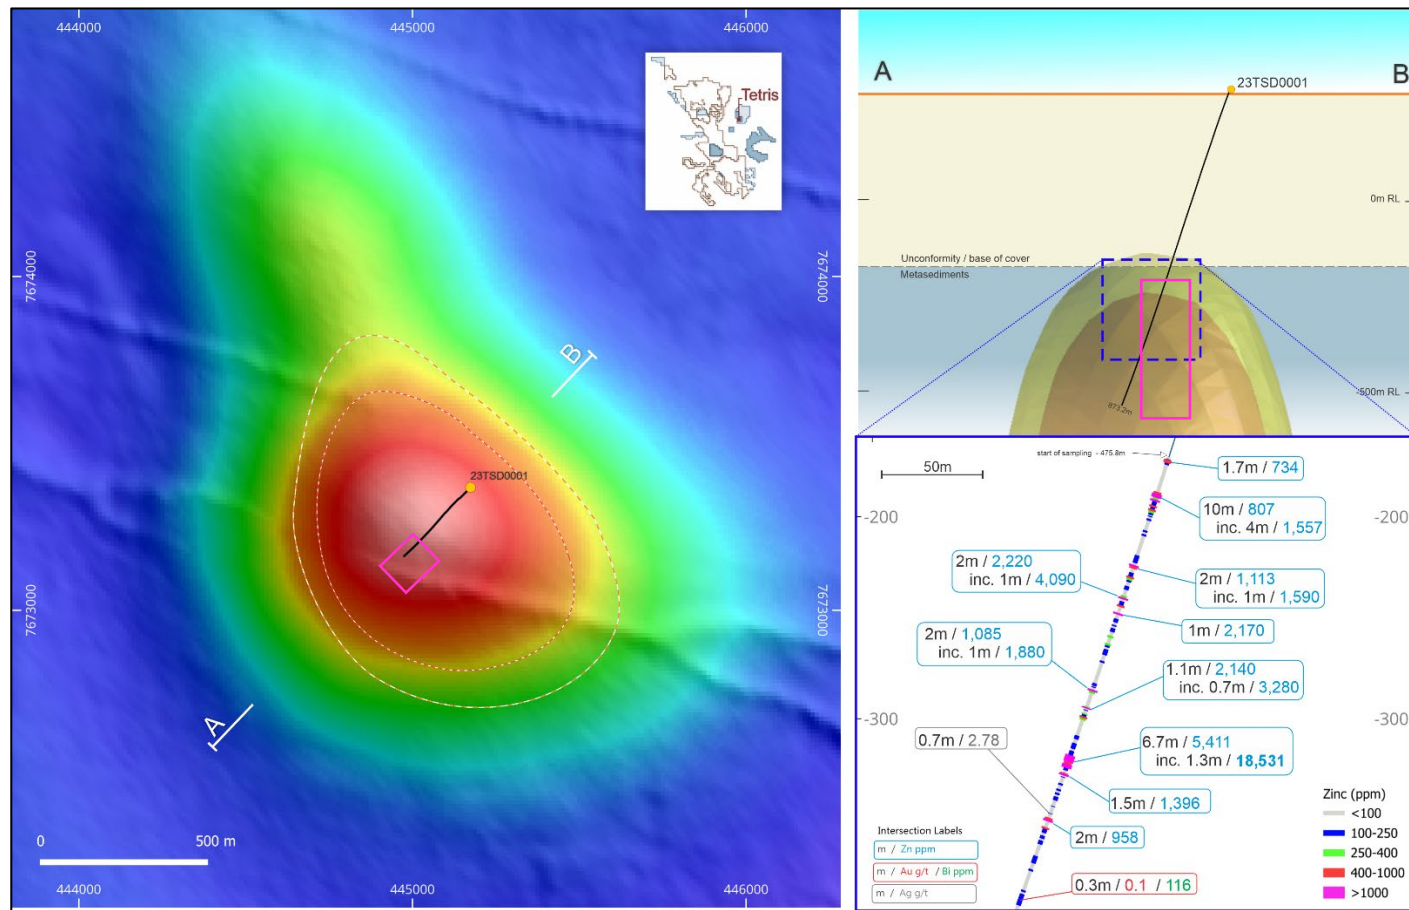 444000
445000
446000
Tetris
7674000
7674000
B
23TSD0001
7673000
7673000
A
0
500 m
444000
445000
446000
A
B
23TSD0001
0m RL
Unconformity / base of cover
Metasediments
-500m RL
873.2m
50m
start of sampling - 475.8m
1.7m / 734
-200
-200
10m / 807
inc. 4m / 1,557
2m / 2,220
inc. 1m / 4,090
2m / 1,113
inc. 1m / 1,590
1m / 2,170
2m / 1,085
inc. 1m / 1,880
1.1m / 2,140
inc. 0.7m / 3,280
-300
-300
0.7m / 2.78
6.7m / 5,411
inc. 1.3m / 18,531
1.5m / 1,396
2m / 958
0.3m / 0.1 / 116
Intersection Labels
m / Zn ppm
m / Au g/t / Bi ppm
m / Ag g/t
Zinc (ppm)
<100
100-250
250-400
400-1000
>1000